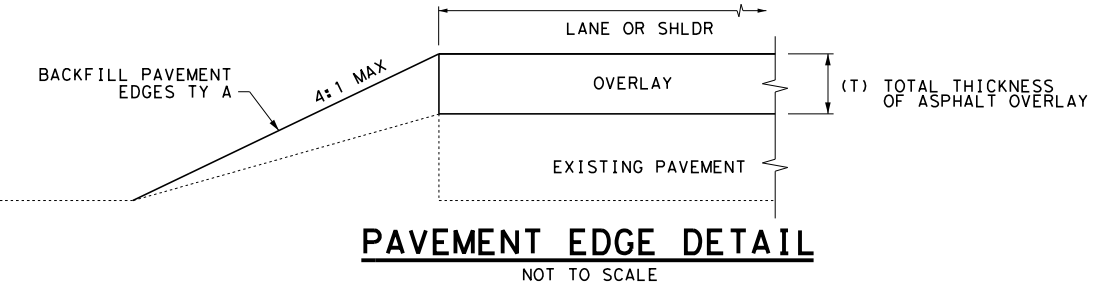 LANE OR SHLDR
BACKFILL PAVEMENT
EDGES TY A
4:1 MAX
OVERLAY
(T) TOTAL THICKNESS
OF ASPHALT OVERLAY
EXISTING PAVEMENT
PAVEMENT EDGE DETAIL
NOT TO SCALE